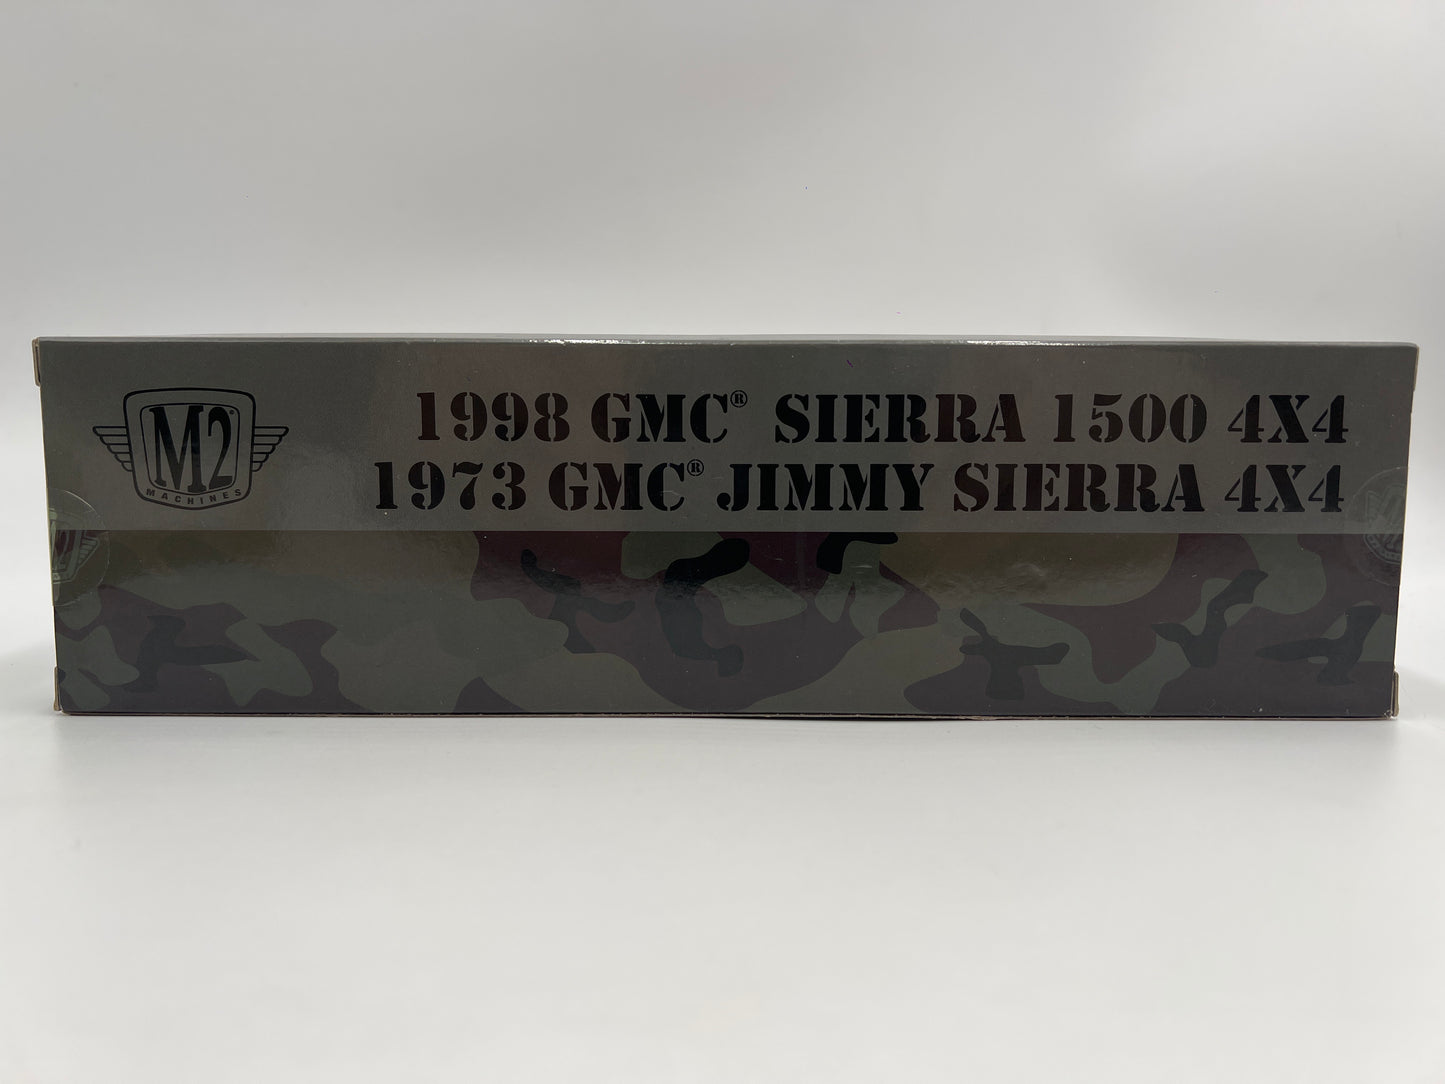 M2®
MACHINES
1998 GMC® SIERRA 1500 4X4
1973 GMC® JIMMY SIERRA 4X4